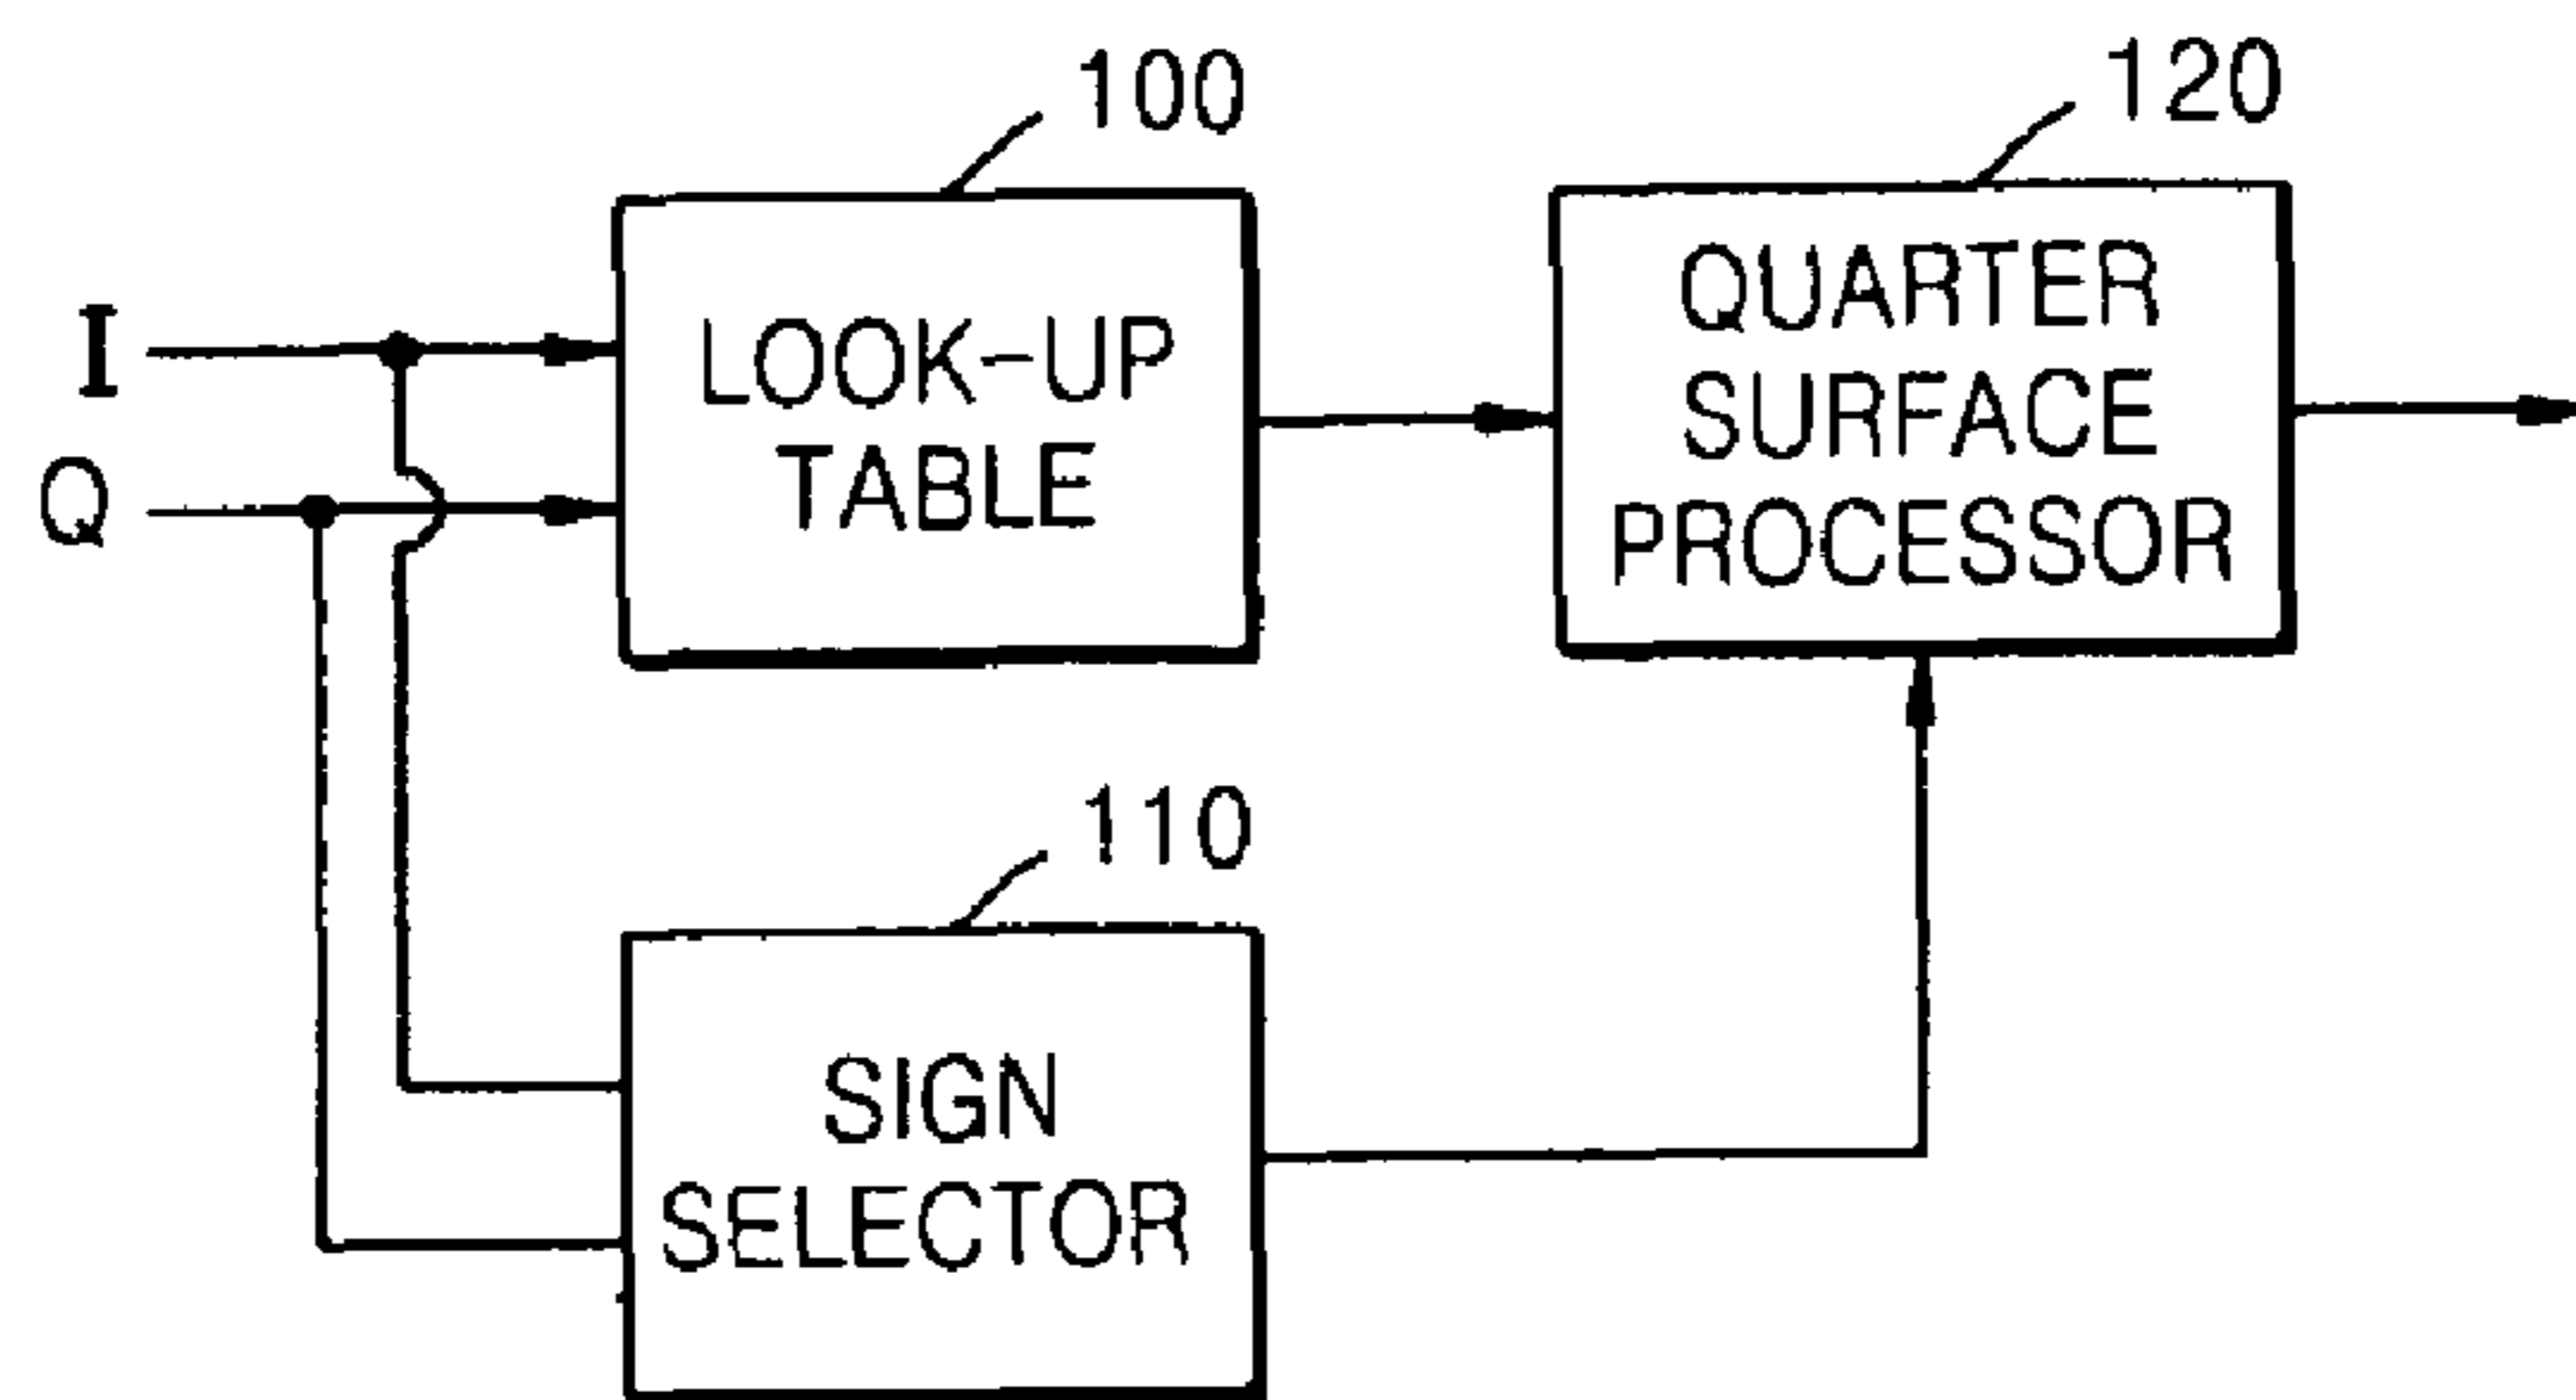 100
120
I
Q
LOOK-UP
TABLE
QUARTER
SURFACE
PROCESSOR
110
SIGN
SELECTOR